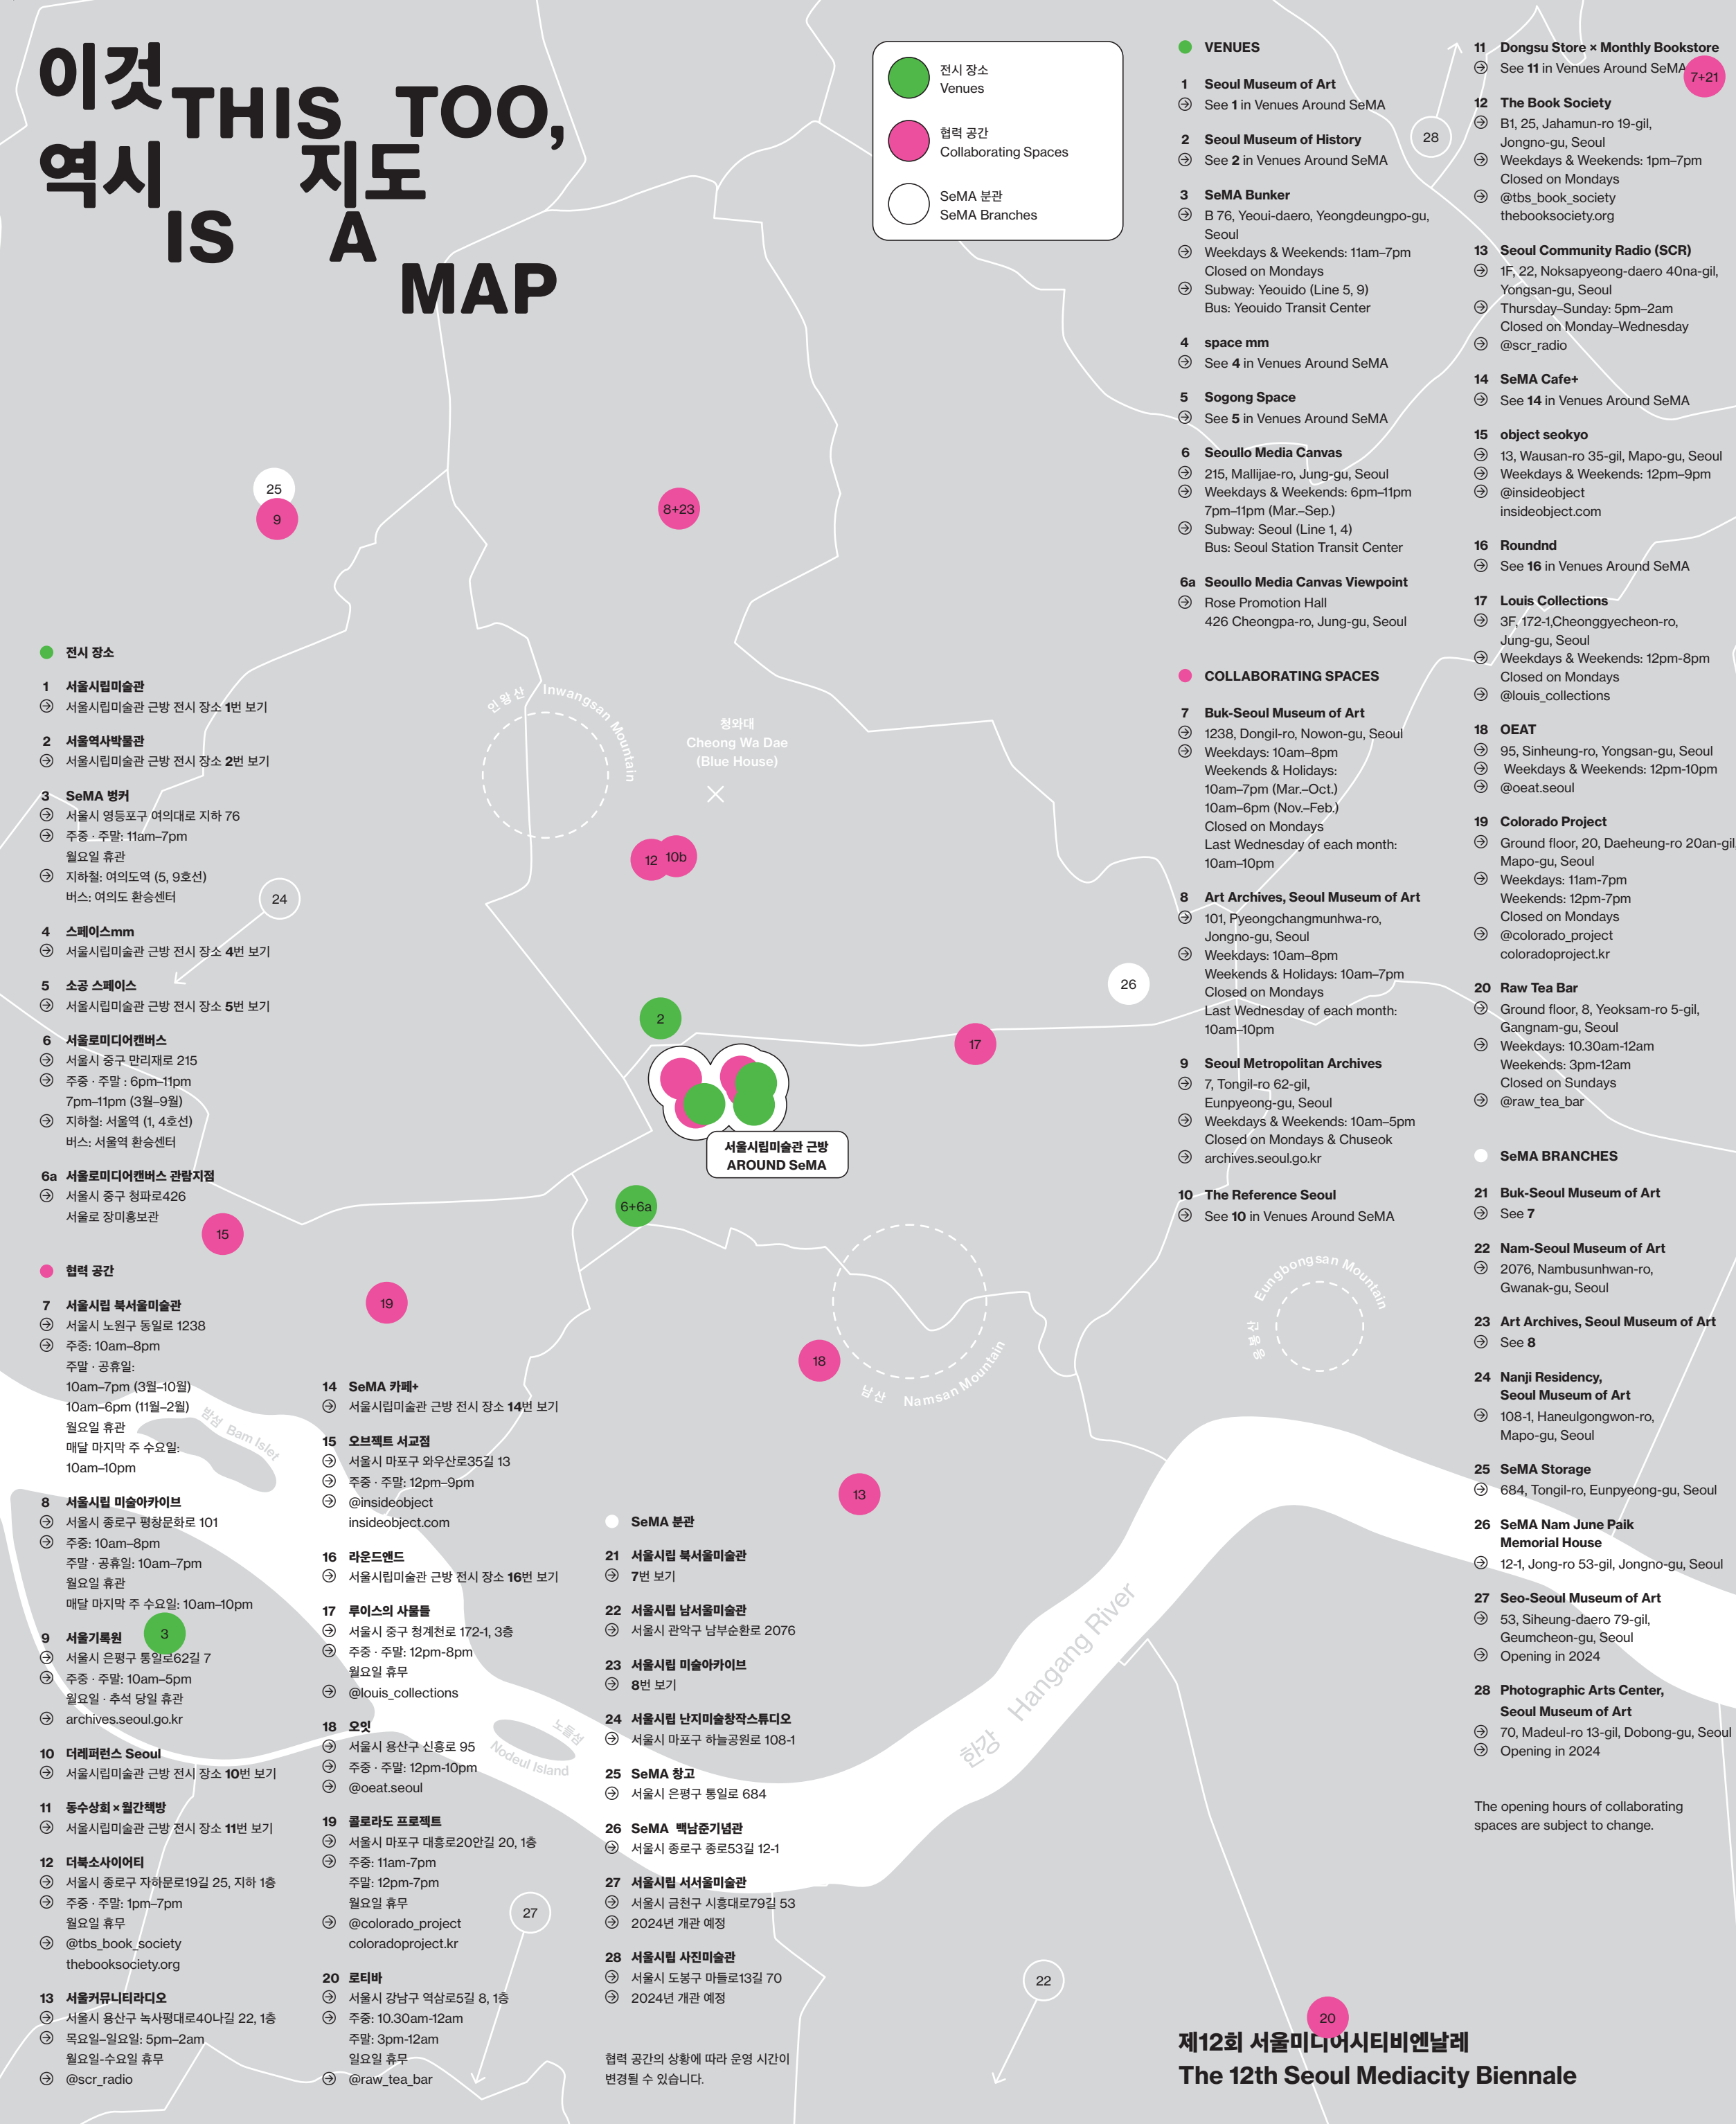 이것
THIS TOO,
역시 지도
IS A
MAP
전시 장소
Venues
협력 공간
Collaborating Spaces
SeMA 분관
SeMA Branches
25
9
8+23
28
7+21
인왕산 Inwangsan Mountain
청와대
Cheong Wa Dae
(Blue House)
12
10b
24
2
26
17
서울시립미술관 근방
AROUND SeMA
6+6a
15
19
18
남산 Namsan Mountain
응봉산 Eungbongsan Mountain
13
밤섬 Bam Islet
3
노들섬
Nodeul Island
한강 Hangang River
27
22
20
전시 장소
1 서울시립미술관
서울시립미술관 근방 전시 장소 1번 보기
2 서울역사박물관
서울시립미술관 근방 전시 장소 2번 보기
3 SeMA 벙커
서울시 영등포구 여의대로 지하 76
주중 · 주말: 11am–7pm
월요일 휴관
지하철: 여의도역 (5, 9호선)
버스: 여의도 환승센터
4 스페이스mm
서울시립미술관 근방 전시 장소 4번 보기
5 소공 스페이스
서울시립미술관 근방 전시 장소 5번 보기
6 서울로미디어캔버스
서울시 중구 만리재로 215
주중 · 주말 : 6pm–11pm
7pm–11pm (3월–9월)
지하철: 서울역 (1, 4호선)
버스: 서울역 환승센터
6a 서울로미디어캔버스 관람지점
서울시 중구 청파로426
서울로 장미홍보관
협력 공간
7 서울시립 북서울미술관
서울시 노원구 동일로 1238
주중: 10am–8pm
주말 · 공휴일:
10am–7pm (3월–10월)
10am–6pm (11월–2월)
월요일 휴관
매달 마지막 주 수요일:
10am–10pm
8 서울시립 미술아카이브
서울시 종로구 평창문화로 101
주중: 10am–8pm
주말 · 공휴일: 10am–7pm
월요일 휴관
매달 마지막 주 수요일: 10am–10pm
9 서울기록원
서울시 은평구 통일로62길 7
주중 · 주말: 10am–5pm
월요일 · 추석 당일 휴관
archives.seoul.go.kr
10 더레퍼런스 Seoul
서울시립미술관 근방 전시 장소 10번 보기
11 동수상회 × 월간책방
서울시립미술관 근방 전시 장소 11번 보기
12 더북소사이어티
서울시 종로구 자하문로19길 25, 지하 1층
주중 · 주말: 1pm–7pm
월요일 휴무
@tbs_book_society
thebooksociety.org
13 서울커뮤니티라디오
서울시 용산구 녹사평대로40나길 22, 1층
목요일–일요일: 5pm–2am
월요일-수요일 휴무
@scr_radio
14 SeMA 카페+
서울시립미술관 근방 전시 장소 14번 보기
15 오브젝트 서교점
서울시 마포구 와우산로35길 13
주중 · 주말: 12pm–9pm
@insideobject
insideobject.com
16 라운드앤드
서울시립미술관 근방 전시 장소 16번 보기
17 루이스의 사물들
서울시 중구 청계천로 172-1, 3층
주중 · 주말: 12pm-8pm
월요일 휴무
@louis_collections
18 오잇
서울시 용산구 신흥로 95
주중 · 주말: 12pm-10pm
@oeat.seoul
19 콜로라도 프로젝트
서울시 마포구 대흥로20안길 20, 1층
주중: 11am-7pm
주말: 12pm-7pm
월요일 휴무
@colorado_project
coloradoproject.kr
20 로티바
서울시 강남구 역삼로5길 8, 1층
주중: 10.30am-12am
주말: 3pm-12am
일요일 휴무
@raw_tea_bar
SeMA 분관
21 서울시립 북서울미술관
7번 보기
22 서울시립 남서울미술관
서울시 관악구 남부순환로 2076
23 서울시립 미술아카이브
8번 보기
24 서울시립 난지미술창작스튜디오
서울시 마포구 하늘공원로 108-1
25 SeMA 창고
서울시 은평구 통일로 684
26 SeMA 백남준기념관
서울시 종로구 종로53길 12-1
27 서울시립 서서울미술관
서울시 금천구 시흥대로79길 53
2024년 개관 예정
28 서울시립 사진미술관
서울시 도봉구 마들로13길 70
2024년 개관 예정
협력 공간의 상황에 따라 운영 시간이
변경될 수 있습니다.
VENUES
1 Seoul Museum of Art
See 1 in Venues Around SeMA
2 Seoul Museum of History
See 2 in Venues Around SeMA
3 SeMA Bunker
B 76, Yeoui-daero, Yeongdeungpo-gu,
Seoul
Weekdays & Weekends: 11am–7pm
Closed on Mondays
Subway: Yeouido (Line 5, 9)
Bus: Yeouido Transit Center
4 space mm
See 4 in Venues Around SeMA
5 Sogong Space
See 5 in Venues Around SeMA
6 Seoullo Media Canvas
215, Mallijae-ro, Jung-gu, Seoul
Weekdays & Weekends: 6pm–11pm
7pm–11pm (Mar.–Sep.)
Subway: Seoul (Line 1, 4)
Bus: Seoul Station Transit Center
6a Seoullo Media Canvas Viewpoint
Rose Promotion Hall
426 Cheongpa-ro, Jung-gu, Seoul
COLLABORATING SPACES
7 Buk-Seoul Museum of Art
1238, Dongil-ro, Nowon-gu, Seoul
Weekdays: 10am–8pm
Weekends & Holidays:
10am–7pm (Mar.–Oct.)
10am–6pm (Nov.–Feb.)
Closed on Mondays
Last Wednesday of each month:
10am–10pm
8 Art Archives, Seoul Museum of Art
101, Pyeongchangmunhwa-ro,
Jongno-gu, Seoul
Weekdays: 10am–8pm
Weekends & Holidays: 10am–7pm
Closed on Mondays
Last Wednesday of each month:
10am–10pm
9 Seoul Metropolitan Archives
7, Tongil-ro 62-gil,
Eunpyeong-gu, Seoul
Weekdays & Weekends: 10am–5pm
Closed on Mondays & Chuseok
archives.seoul.go.kr
10 The Reference Seoul
See 10 in Venues Around SeMA
11 Dongsu Store × Monthly Bookstore
See 11 in Venues Around SeMA
12 The Book Society
B1, 25, Jahamun-ro 19-gil,
Jongno-gu, Seoul
Weekdays & Weekends: 1pm–7pm
Closed on Mondays
@tbs_book_society
thebooksociety.org
13 Seoul Community Radio (SCR)
1F, 22, Noksapyeong-daero 40na-gil,
Yongsan-gu, Seoul
Thursday–Sunday: 5pm–2am
Closed on Monday–Wednesday
@scr_radio
14 SeMA Cafe+
See 14 in Venues Around SeMA
15 object seokyo
13, Wausan-ro 35-gil, Mapo-gu, Seoul
Weekdays & Weekends: 12pm–9pm
@insideobject
insideobject.com
16 Roundnd
See 16 in Venues Around SeMA
17 Louis Collections
3F, 172-1,Cheonggyecheon-ro,
Jung-gu, Seoul
Weekdays & Weekends: 12pm-8pm
Closed on Mondays
@louis_collections
18 OEAT
95, Sinheung-ro, Yongsan-gu, Seoul
Weekdays & Weekends: 12pm-10pm
@oeat.seoul
19 Colorado Project
Ground floor, 20, Daeheung-ro 20an-gil,
Mapo-gu, Seoul
Weekdays: 11am-7pm
Weekends: 12pm-7pm
Closed on Mondays
@colorado_project
coloradoproject.kr
20 Raw Tea Bar
Ground floor, 8, Yeoksam-ro 5-gil,
Gangnam-gu, Seoul
Weekdays: 10.30am-12am
Weekends: 3pm-12am
Closed on Sundays
@raw_tea_bar
SeMA BRANCHES
21 Buk-Seoul Museum of Art
See 7
22 Nam-Seoul Museum of Art
2076, Nambusunhwan-ro,
Gwanak-gu, Seoul
23 Art Archives, Seoul Museum of Art
See 8
24 Nanji Residency,
Seoul Museum of Art
108-1, Haneulgongwon-ro,
Mapo-gu, Seoul
25 SeMA Storage
684, Tongil-ro, Eunpyeong-gu, Seoul
26 SeMA Nam June Paik
Memorial House
12-1, Jong-ro 53-gil, Jongno-gu, Seoul
27 Seo-Seoul Museum of Art
53, Siheung-daero 79-gil,
Geumcheon-gu, Seoul
Opening in 2024
28 Photographic Arts Center,
Seoul Museum of Art
70, Madeul-ro 13-gil, Dobong-gu, Seoul
Opening in 2024
The opening hours of collaborating
spaces are subject to change.
제12회 서울미디어시티비엔날레
The 12th Seoul Mediacity Biennale